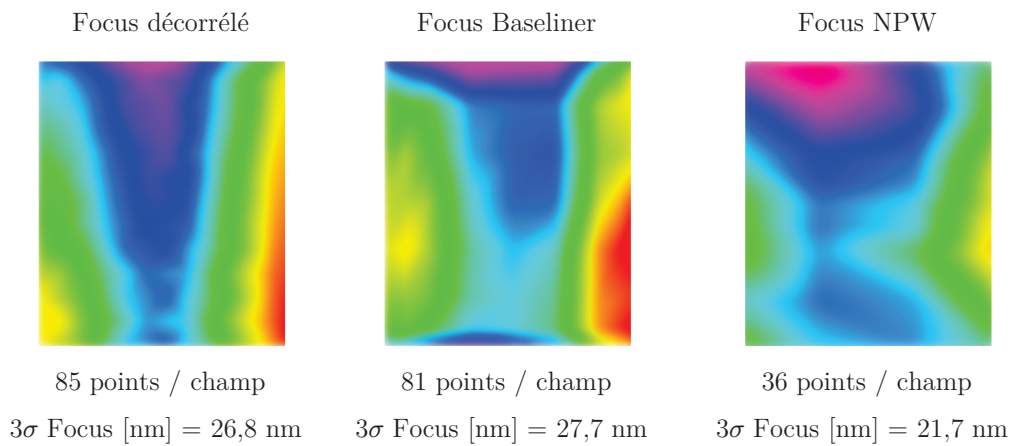 Focus décorrélé
Focus Baseliner
Focus NPW
85 points / champ
81 points / champ
36 points / champ
3σ Focus [nm] = 26,8 nm
3σ Focus [nm] = 27,7 nm
3σ Focus [nm] = 21,7 nm